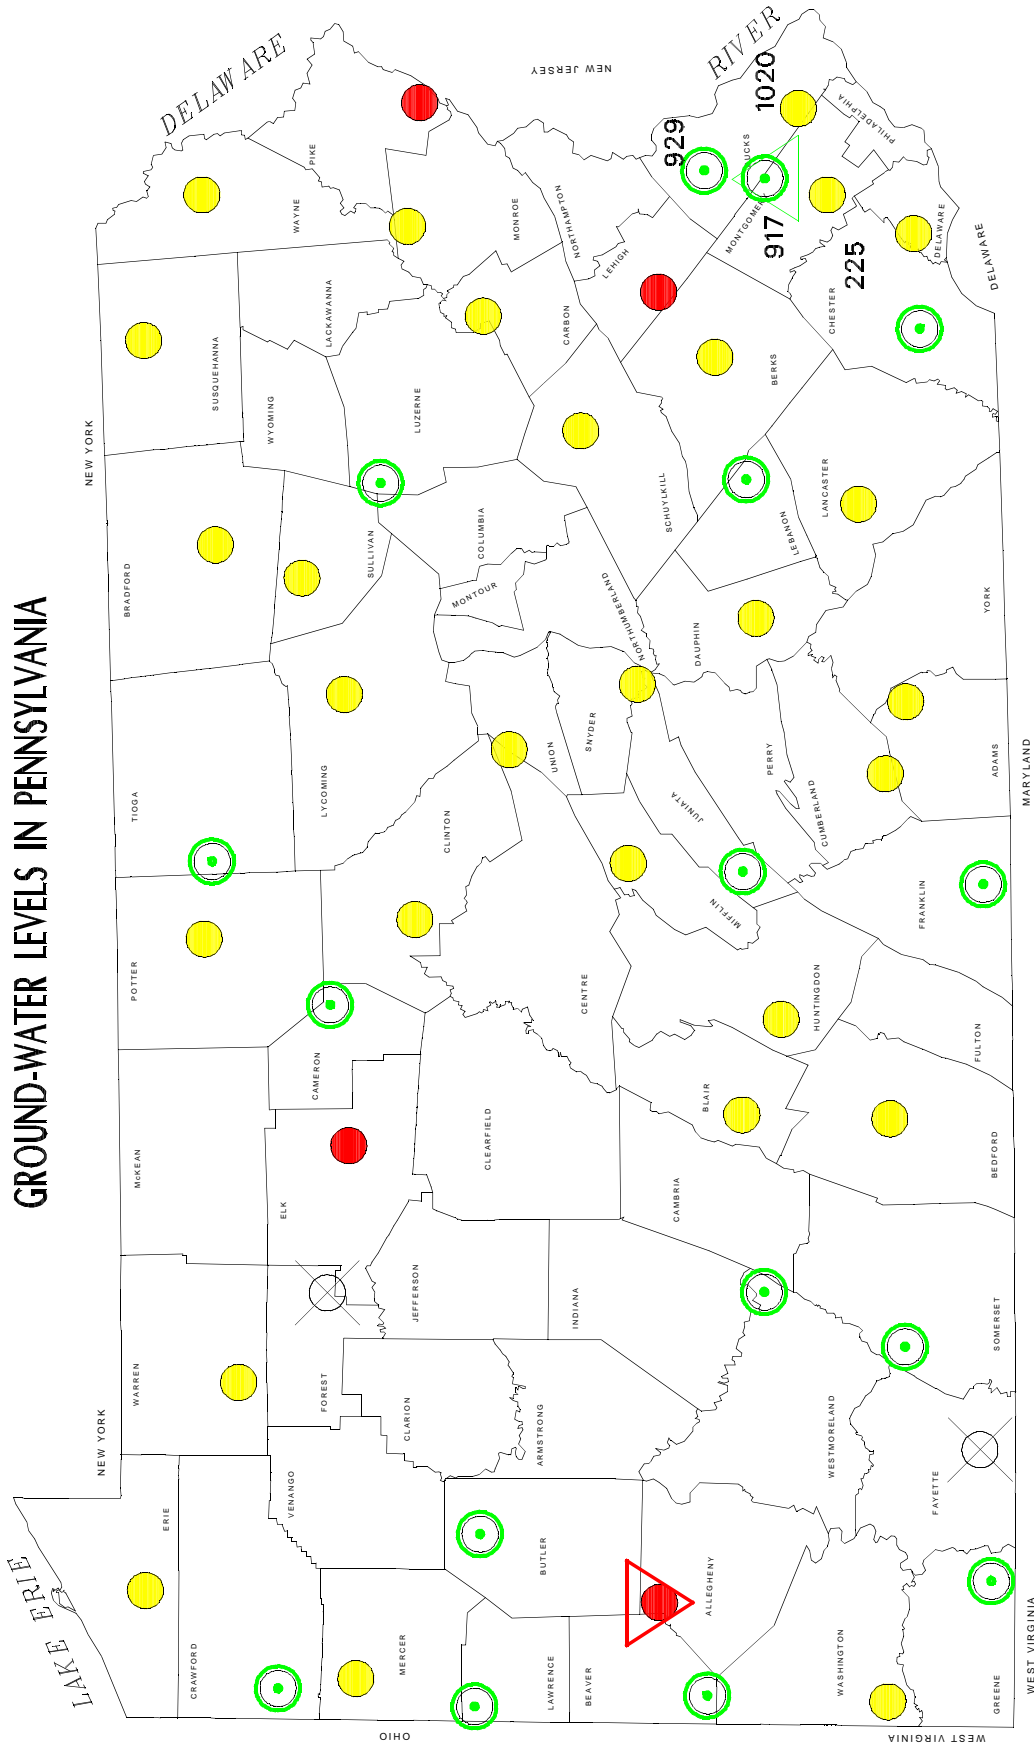 GROUND-WATER LEVELS IN PENNSYLVANIA
LAKE ERIE
NEW YORK
NEW YORK
DELAWARE
RIVER
NEW JERSEY
ERIE
WARREN
McKEAN
POTTER
TIOGA
BRADFORD
SUSQUEHANNA
WAYNE
PIKE
CRAWFORD
VENANGO
FOREST
ELK
CAMERON
LYCOMING
SULLIVAN
WYOMING
LACKAWANNA
MERCER
CLARION
JEFFERSON
CLEARFIELD
CLINTON
MONTOUR
COLUMBIA
LUZERNE
MONROE
LAWRENCE
BUTLER
ARMSTRONG
INDIANA
CENTRE
UNION
SNYDER
NORTHUMBERLAND
SCHUYLKILL
CARBON
NORTHAMPTON
LEHIGH
BEAVER
ALLEGHENY
WESTMORELAND
CAMBRIA
BLAIR
HUNTINGDON
MIFFLIN
JUNIATA
PERRY
CUMBERLAND
DAUPHIN
LEBANON
BERKS
929
UCKS
1020
MONTGOME
917
PHILADELPHIA
WASHINGTON
GREENE
FAYETTE
SOMERSET
BEDFORD
FULTON
FRANKLIN
ADAMS
YORK
LANCASTER
CHESTER
225
DELAWARE
DELAWARE
OHIO
WEST VIRGINIA
WEST VIRGINIA
MARYLAND